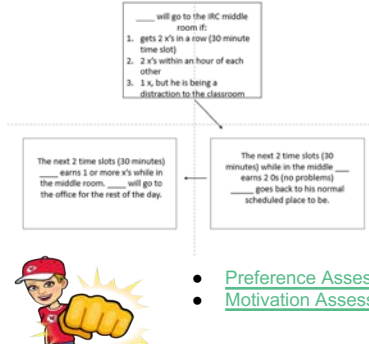 ____ will go to the IRC middle
room if:
1. gets 2 x's in a row (30 minute
time slot)
2. 2 x's within an hour of each
other
3. 1 x, but he is being a
distraction to the classroom
The next 2 time slots (30 minutes)
____ earns 1 or more x's while in
the middle room. ____ will go to
the office for the rest of the day.
The next 2 time slots (30
minutes) while in the middle ___
earns 2 0s (no problems)
____ goes back to his normal
scheduled place to be.
● Preference Asses
● Motivation Assess